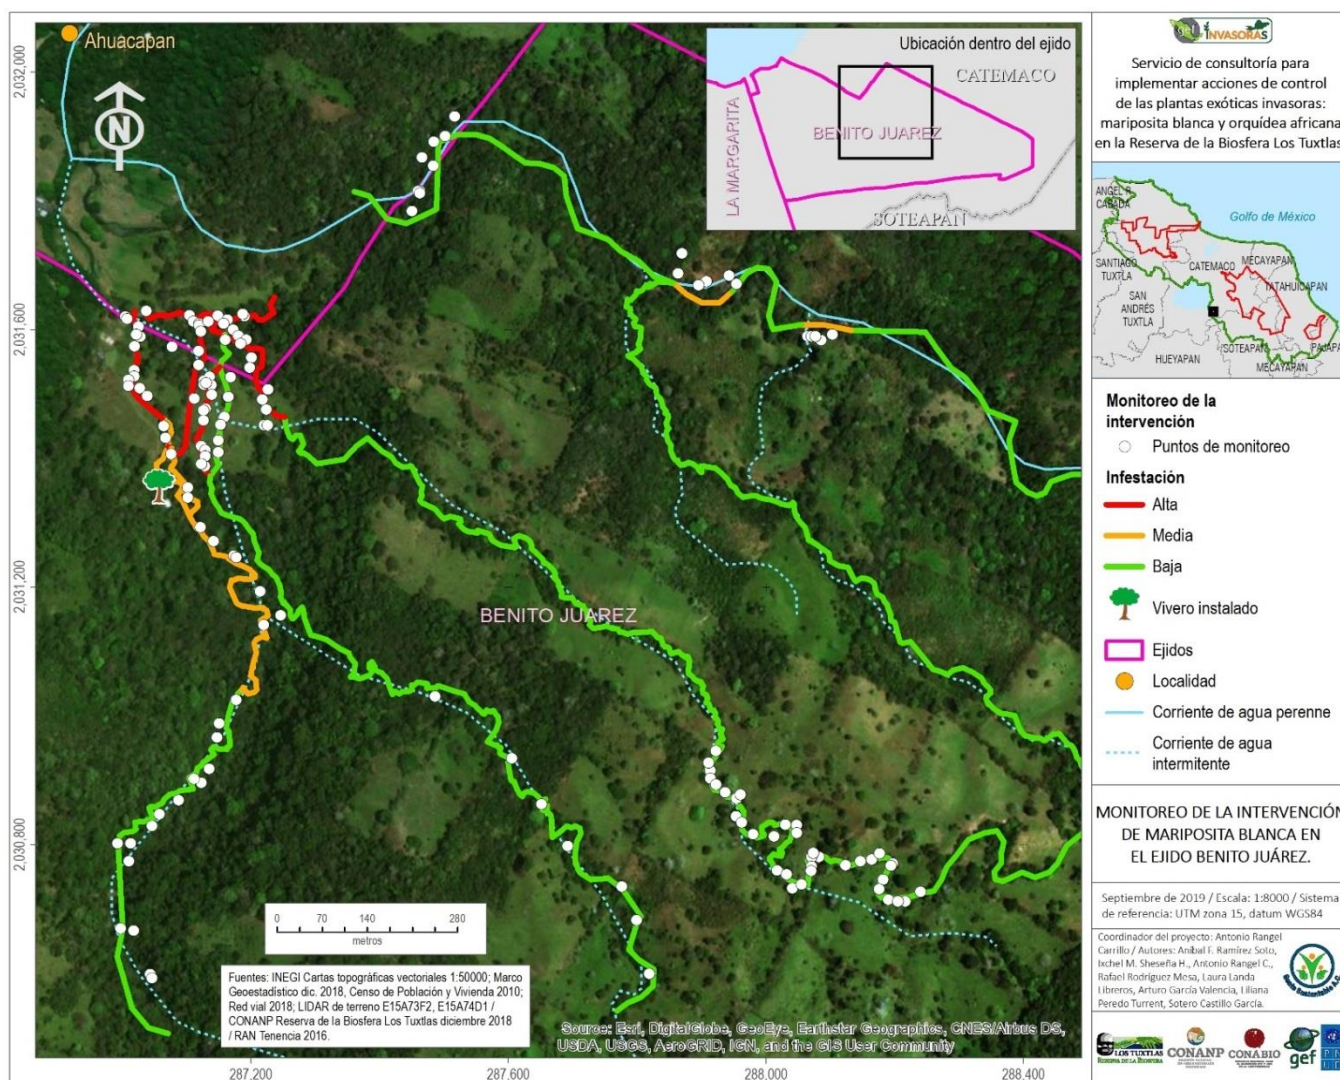 Ahuacapan
N
2,032,000
2,031,600
2,031,200
2,030,800
287.200
287.600
288.000
288.400
Ubicación dentro del ejido
CATEMACO
LA MARGARITA
BENITO JUAREZ
SOTEAPAN
BENITO JUAREZ
0 70 140 280
metros
Fuentes: INEGI Cartas topográficas vectoriales 1:50000; Marco
Geoestadístico dic. 2018, Censo de Población y Vivienda 2010;
Red vial 2018; LIDAR de terreno E15A73F2, E15A74D1 /
CONANP Reserva de la Biosfera Los Tuxtlas diciembre 2018
/ RAN Tenencia 2016.
Source: Esri, DigitalGlobe, GeoEye, Earthstar Geographics, CNES/Airbus DS,
USDA, USGS, AeroGRID, IGN, and the GIS User Community
gef INVASORAS
Servicio de consultoría para
implementar acciones de control
de las plantas exóticas invasoras:
mariposita blanca y orquídea africana
en la Reserva de la Biosfera Los Tuxtlas
ANGEL R.
CABADA
Golfo de México
SANTIAGO
TUXTLA
CATEMACO
MECAYAPAN
TATAHUICAPAN
SAN
ANDRÉS
TUXTLA
HUEYAPAN
SOTEAPAN
PAJAPA
MECAYAPAN
Monitoreo de la
intervención
Puntos de monitoreo
Infestación
Alta
Media
Baja
Vivero instalado
Ejidos
Localidad
Corriente de agua perenne
Corriente de agua
intermitente
MONITOREO DE LA INTERVENCIÓN
DE MARIPOSITA BLANCA EN
EL EJIDO BENITO JUÁREZ.
Septiembre de 2019 / Escala: 1:8000 / Sistema
de referencia: UTM zona 15, datum WGS84
Coordinador del proyecto: Antonio Rangel
Carrillo / Autores: Aníbal F. Ramírez Soto,
Ixchel M. Sheseña H., Antonio Rangel C.,
Rafael Rodríguez Mesa, Laura Landa
Libreros, Arturo García Valencia, Liliana
Peredo Turrent, Sotero Castillo García.
LOS TUXTLAS
RESERVA DE LA BIOSFERA
CONANP
CONABIO
gef